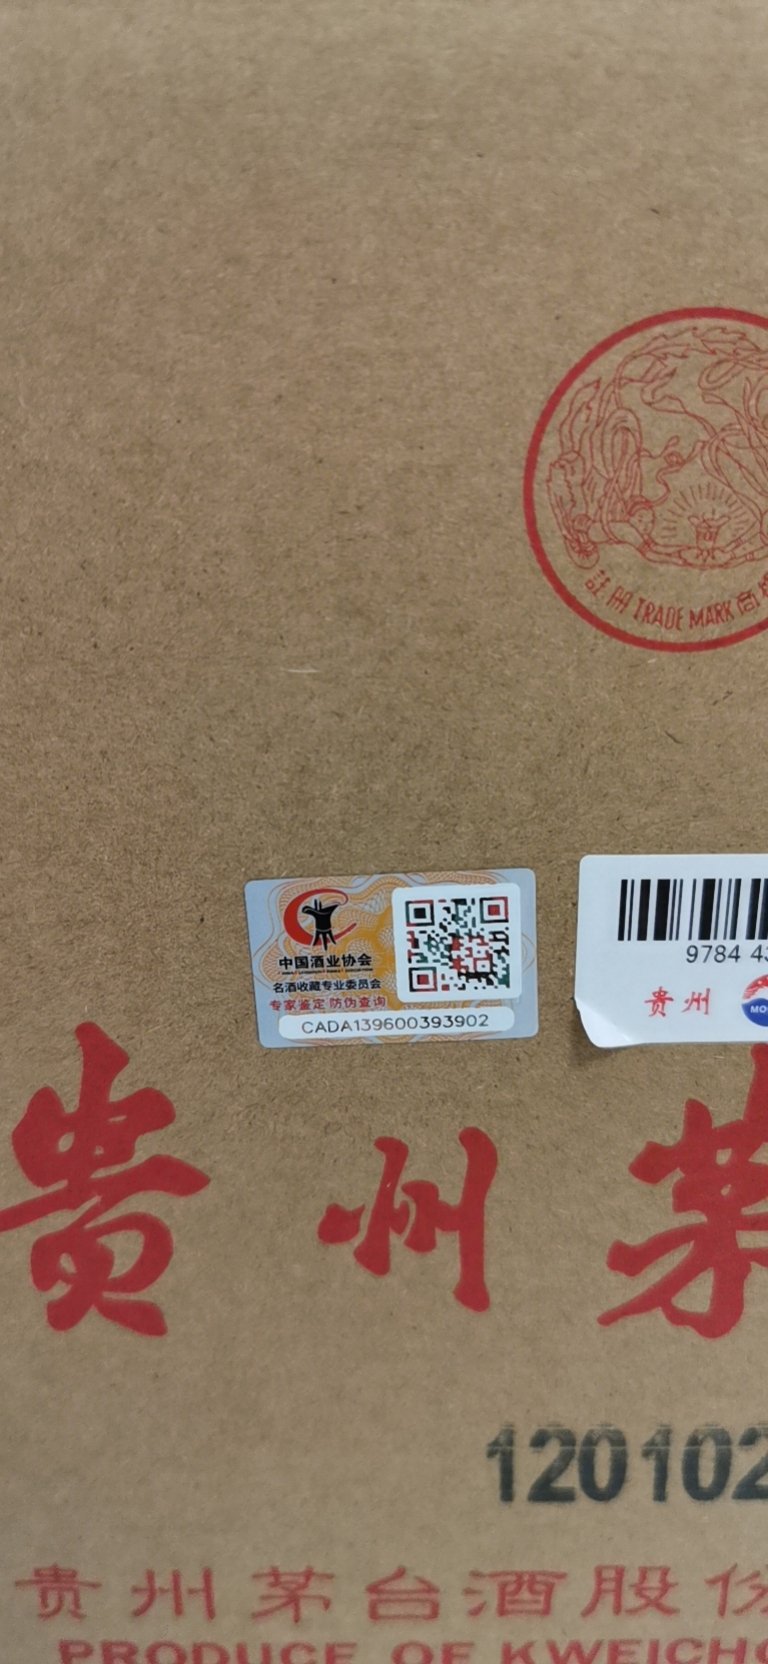 註册 TRADE MARK 商
中国酒业协会
名酒收藏专业委员会
专家鉴定 防伪查询
CADA139600393902
9784 43
贵州
MO
贵州茅
120102
贵州茅台酒股份
PRODUCE OF KWEICHO